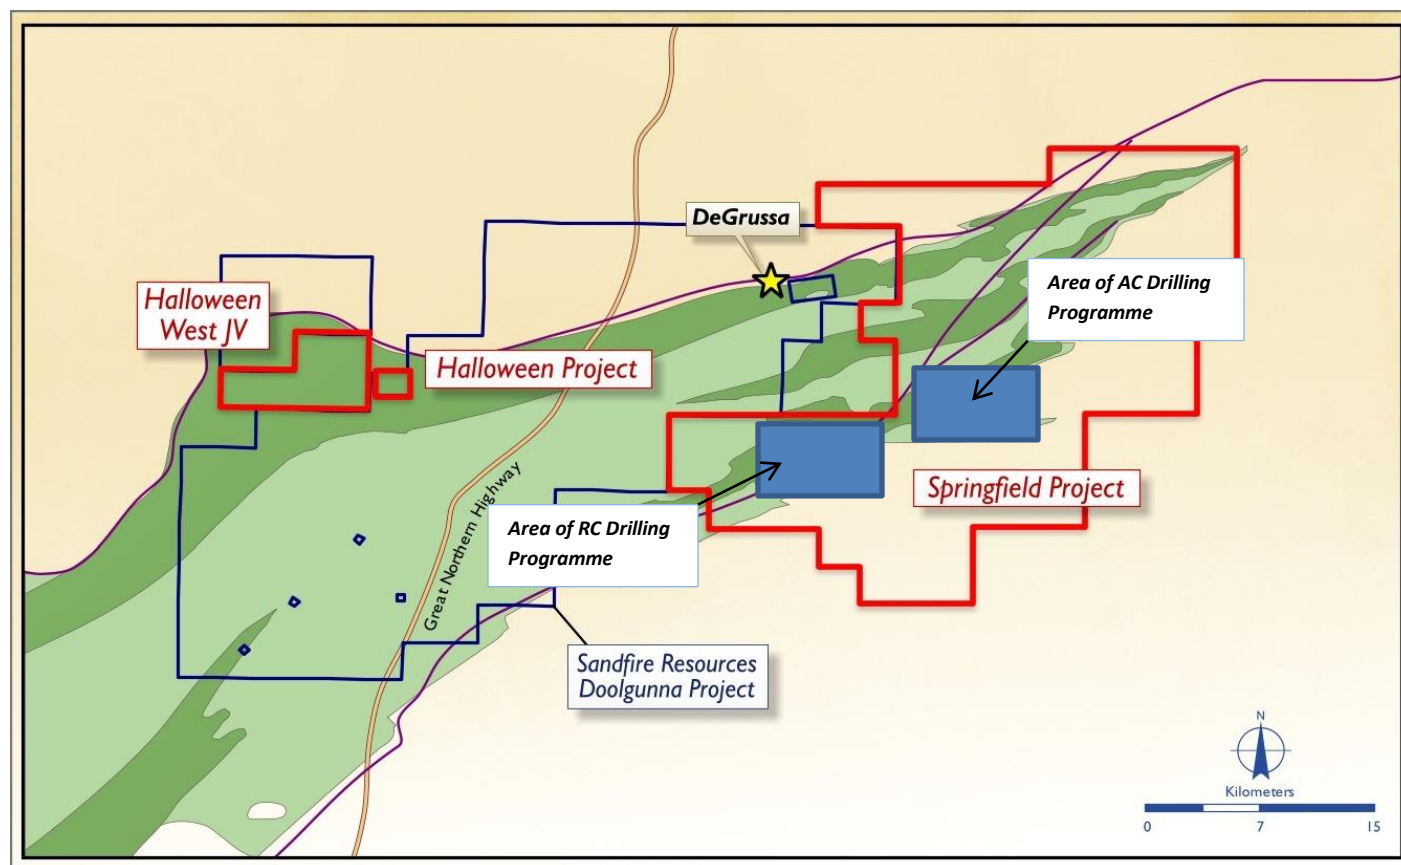 DeGrussa
Area of AC Drilling
Programme
Halloween
West JV
Halloween Project
Springfield Project
Great Northern Highway
Area of RC Drilling
Programme
Sandfire Resources
Doolgunna Project
N
Kilometers
0 7 15